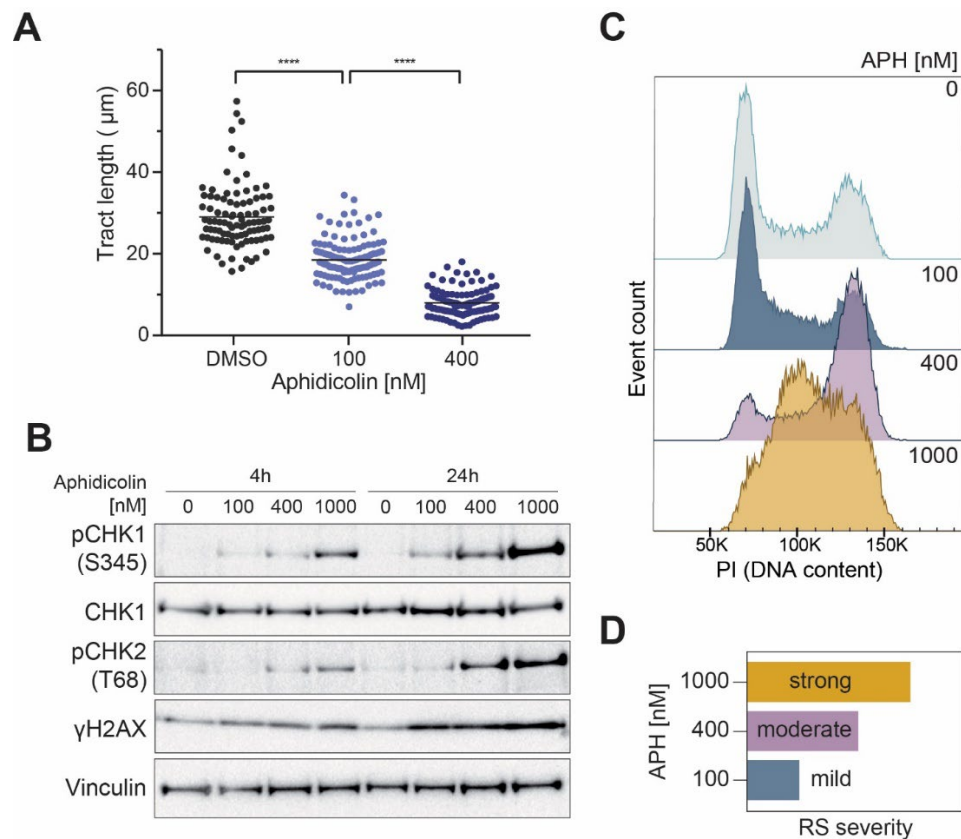 A
**** ****
Tract length ( µm)
60
40
20
0
DMSO 100 400
Aphidicolin [nM]
B
Aphidicolin
[nM]
4h 24h
0 100 400 1000 0 100 400 1000
pCHK1
(S345)
CHK1
pCHK2
(T68)
γH2AX
Vinculin
C
APH [nM]
0
100
400
1000
Event count
50K 100K 150K
PI (DNA content)
D
APH [nM]
1000 strong
400 moderate
100 mild
RS severity